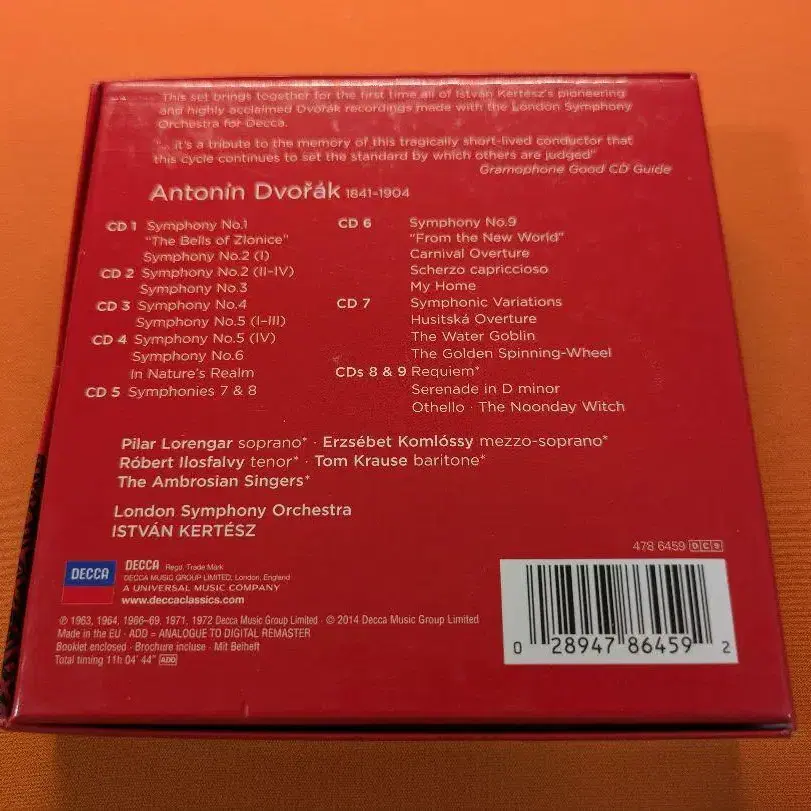 This set brings together for the first time all of István Kertész's pioneering
and highly acclaimed Dvořák recordings made with the London Symphony
Orchestra for Decca.
"... it's a tribute to the memory of this tragically short-lived conductor that
this cycle continues to set the standard by which others are judged"
Gramophone Good CD Guide
Antonín Dvořák 1841-1904
CD 1 Symphony No.1
"The Bells of Zlonice"
Symphony No.2 (I)
CD 2 Symphony No.2 (II-IV)
Symphony No.3
CD 3 Symphony No.4
Symphony No.5 (I-III)
CD 4 Symphony No.5 (IV)
Symphony No.6
In Nature's Realm
CD 5 Symphonies 7 & 8
CD 6 Symphony No.9
"From the New World"
Carnival Overture
Scherzo capriccioso
My Home
CD 7 Symphonic Variations
Husitská Overture
The Water Goblin
The Golden Spinning-Wheel
CDs 8 & 9 Requiem*
Serenade in D minor
Othello · The Noonday Witch
Pilar Lorengar soprano* · Erzsébet Komlóssy mezzo-soprano*
Róbert Ilosfalvy tenor* · Tom Krause baritone*
The Ambrosian Singers*
London Symphony Orchestra
ISTVÁN KERTÉSZ
478 6459 DC9
DECCA
DECCA Regd. Trade Mark
DECCA MUSIC GROUP LIMITED, London, England
A UNIVERSAL MUSIC COMPANY
www.deccaclassics.com
℗ 1963, 1964, 1966–69, 1971, 1972 Decca Music Group Limited · © 2014 Decca Music Group Limited
Made in the EU · ADD = ANALOGUE TO DIGITAL REMASTER
Booklet enclosed · Brochure incluse · Mit Beiheft
Total timing 11h 04' 44" ADD
0 28947 86459 2